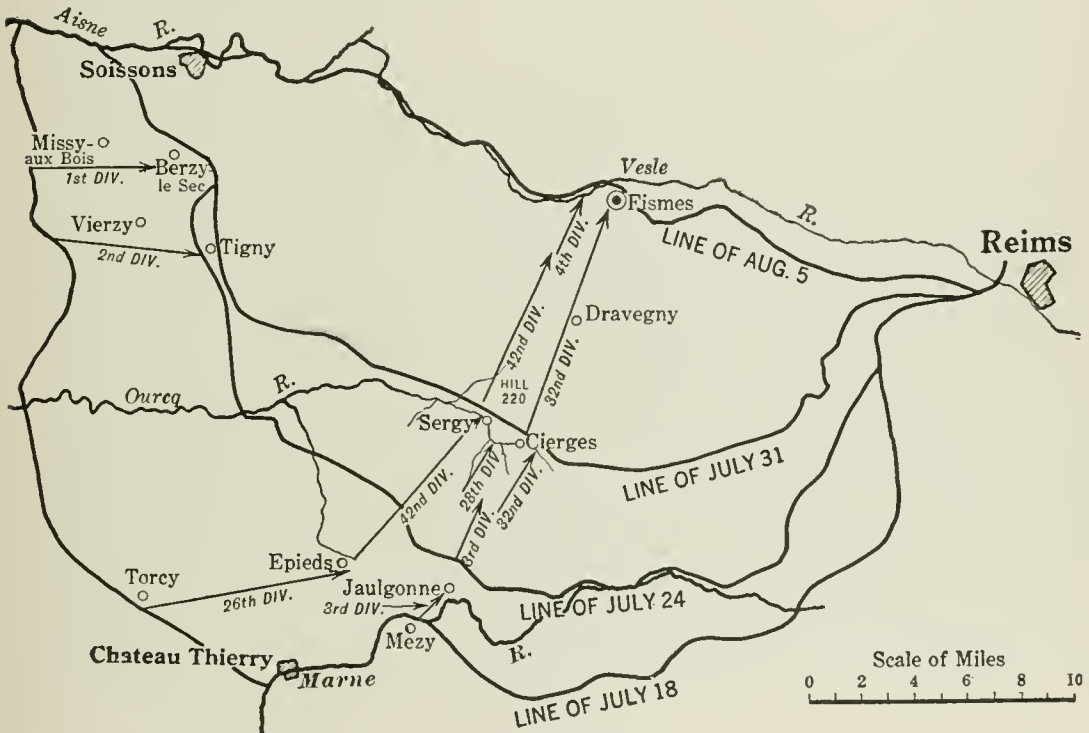 Aisne
R.
Soissons
Missy-
aux Bois
1st DIV.
Berzy-
le Sec
Vierzy
2nd DIV.
Tigny
Vesle
R.
Fismes
Reims
LINE OF AUG. 5
4th DIV.
42nd DIV.
Dravegny
32nd DIV.
HILL
220
Ourcq
R.
Sergy
Cierges
LINE OF JULY 31
42nd DIV.
28th DIV.
3rd DIV.
32nd DIV.
Epieds
Torcy
26th DIV.
Jaulgonne
3rd DIV.
LINE OF JULY 24
Mézy
R.
Chateau Thierry
Marne
LINE OF JULY 18
Scale of Miles
0 2 4 6 8 10